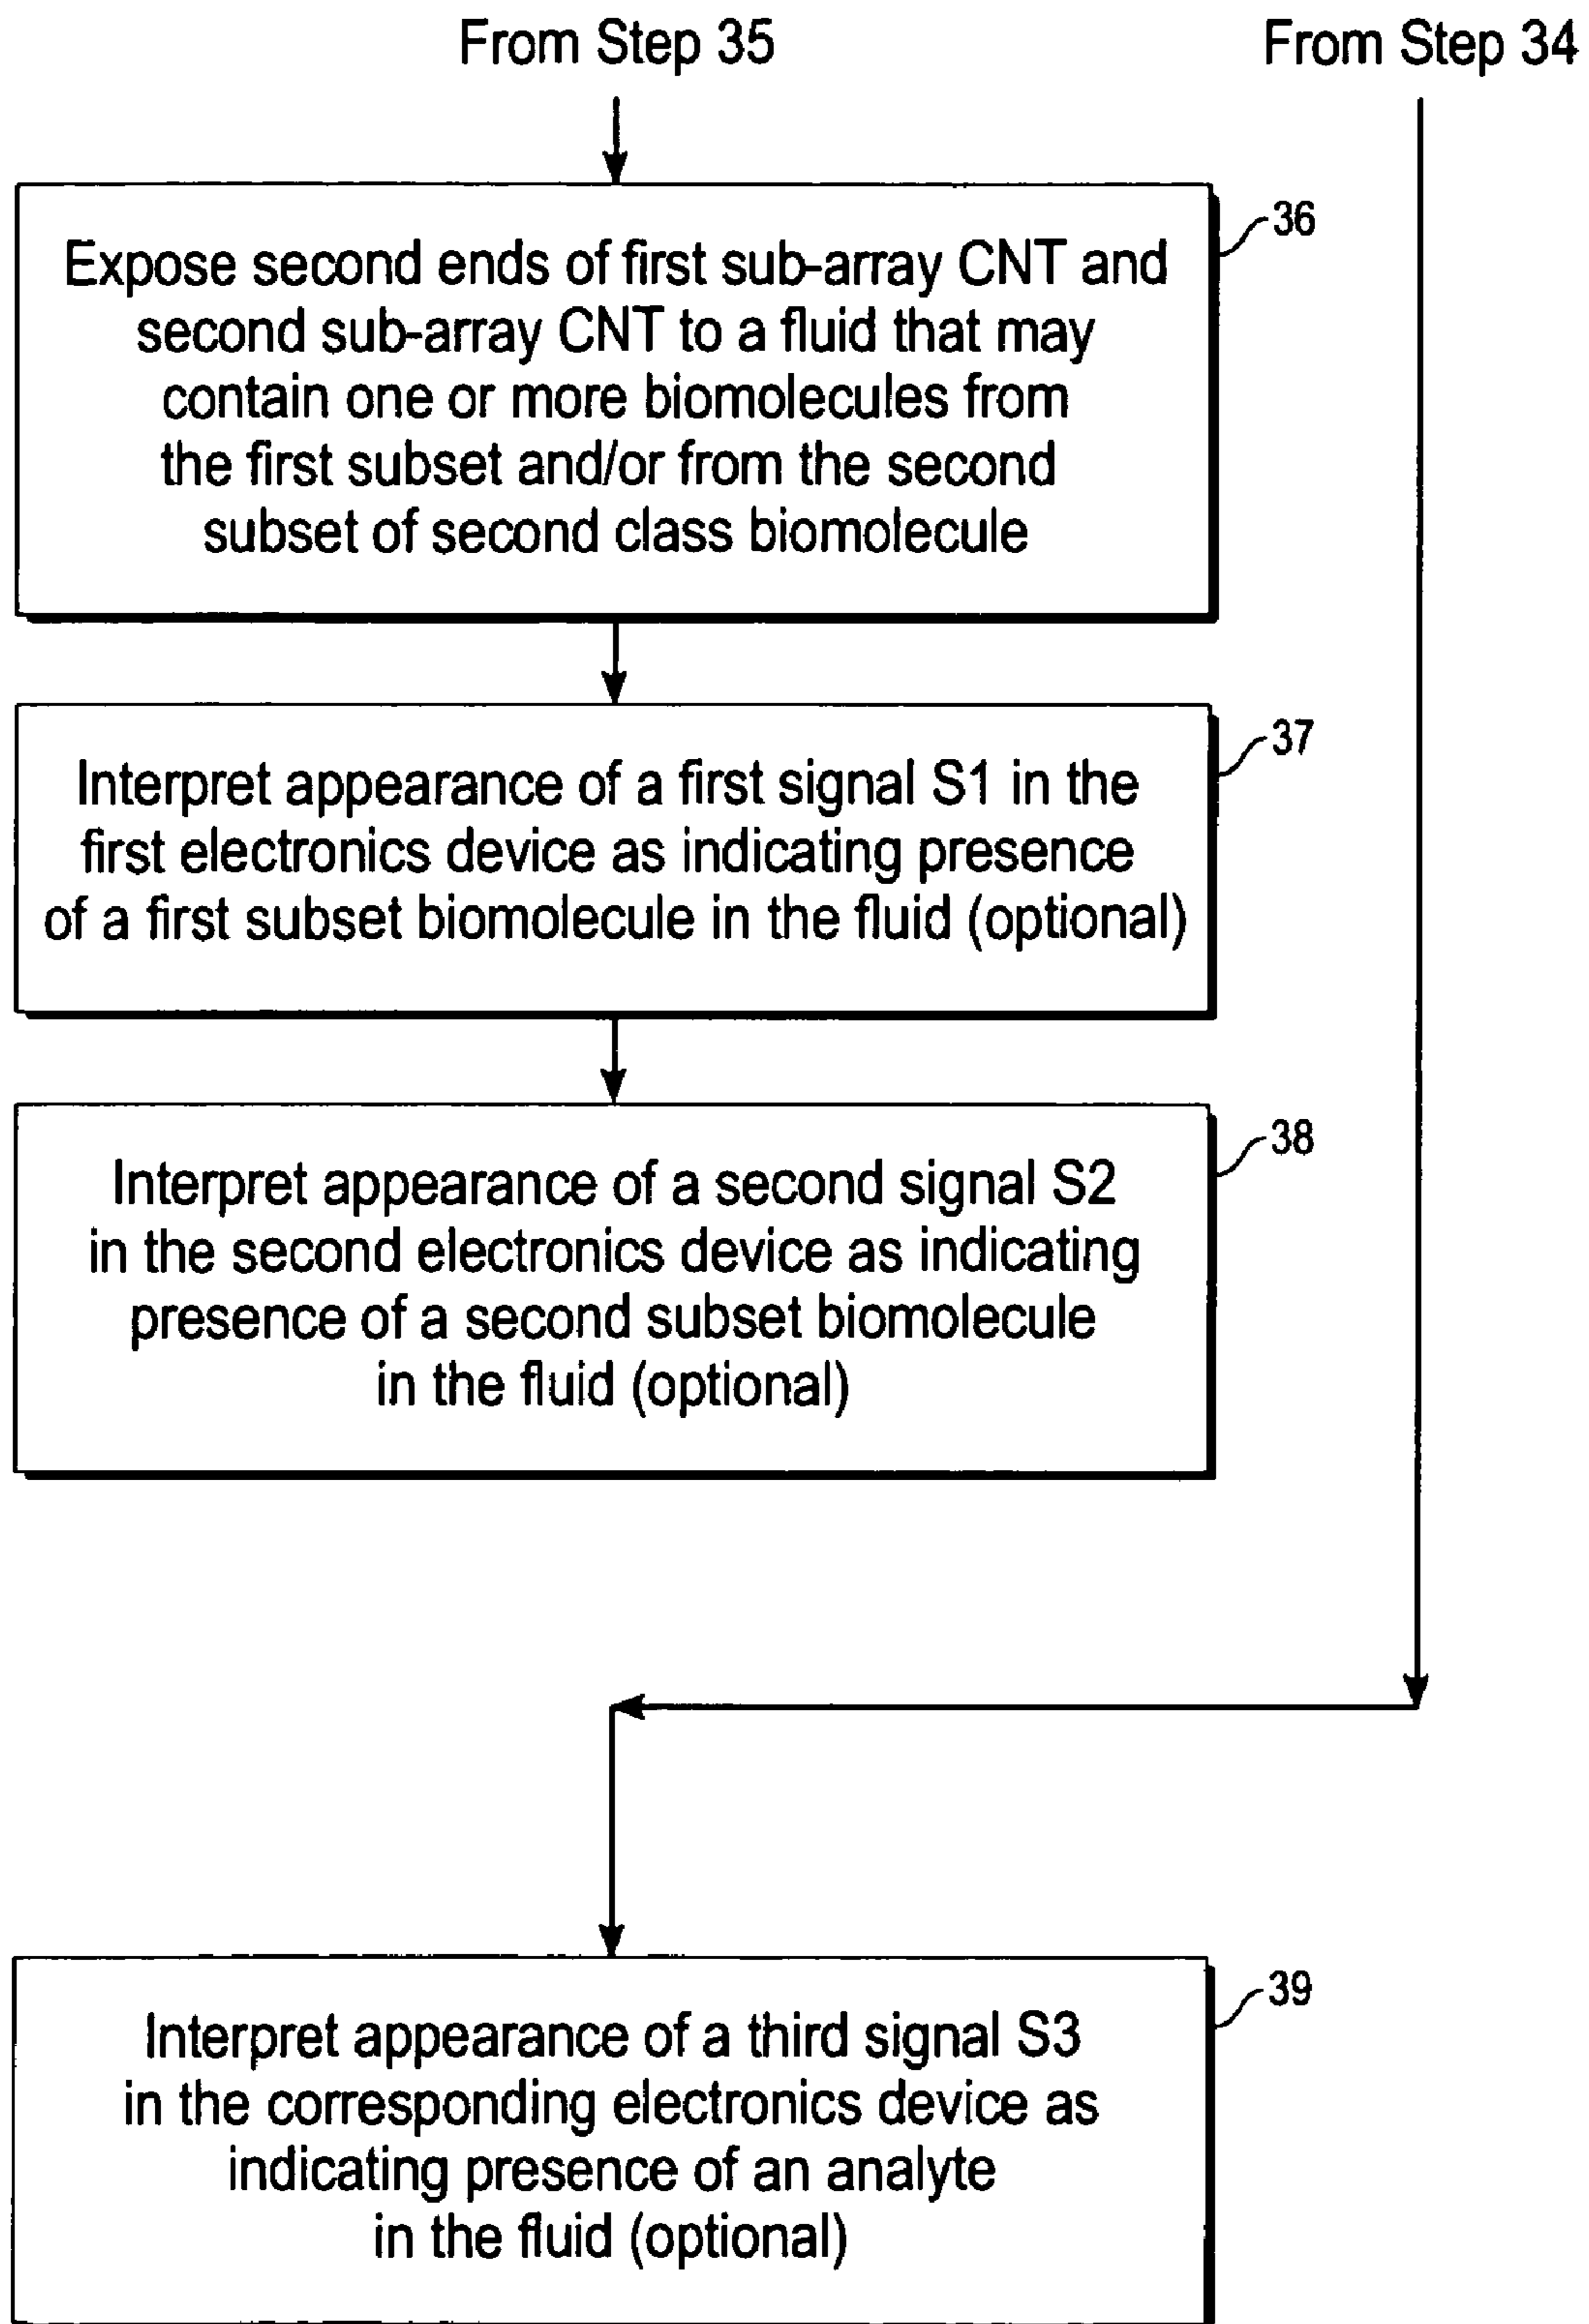 From Step 35
From Step 34
36
Expose second ends of first sub-array CNT and
second sub-array CNT to a fluid that may
contain one or more biomolecules from
the first subset and/or from the second
subset of second class biomolecule
37
Interpret appearance of a first signal S1 in the
first electronics device as indicating presence
of a first subset biomolecule in the fluid (optional)
38
Interpret appearance of a second signal S2
in the second electronics device as indicating
presence of a second subset biomolecule
in the fluid (optional)
39
Interpret appearance of a third signal S3
in the corresponding electronics device as
indicating presence of an analyte
in the fluid (optional)